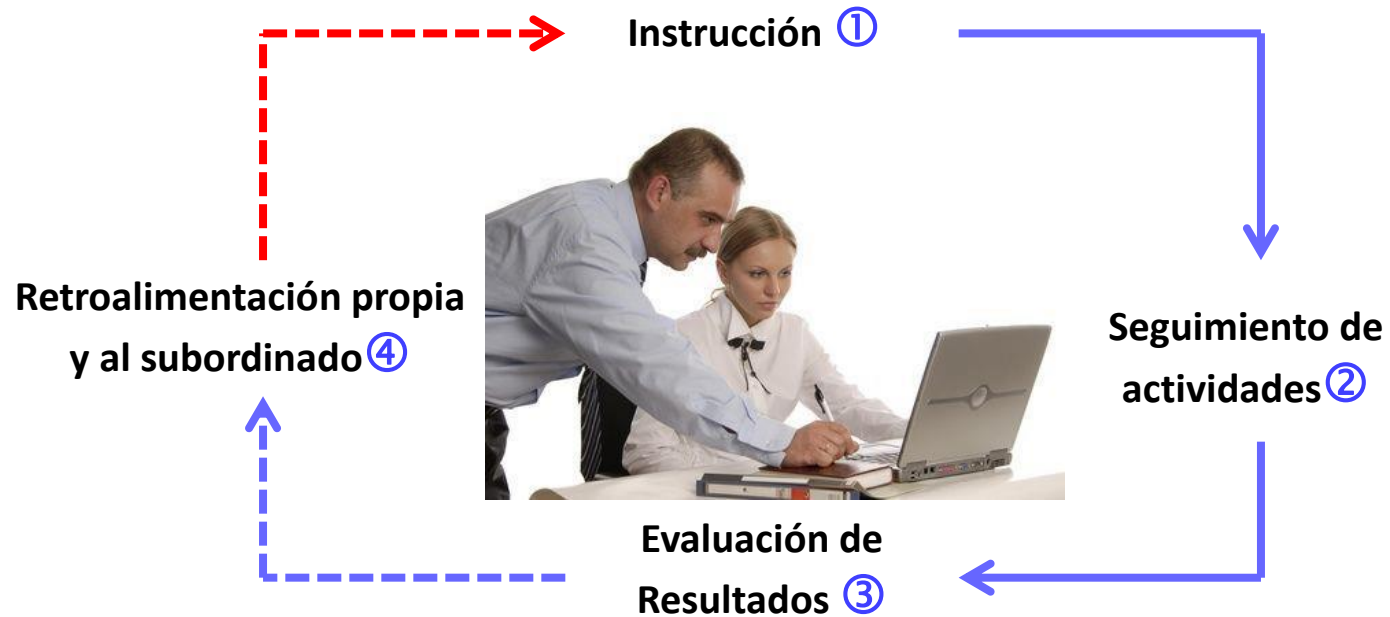 Instrucción ①
Seguimiento de
actividades②
Evaluación de
Resultados ③
Retroalimentación propia
y al subordinado④